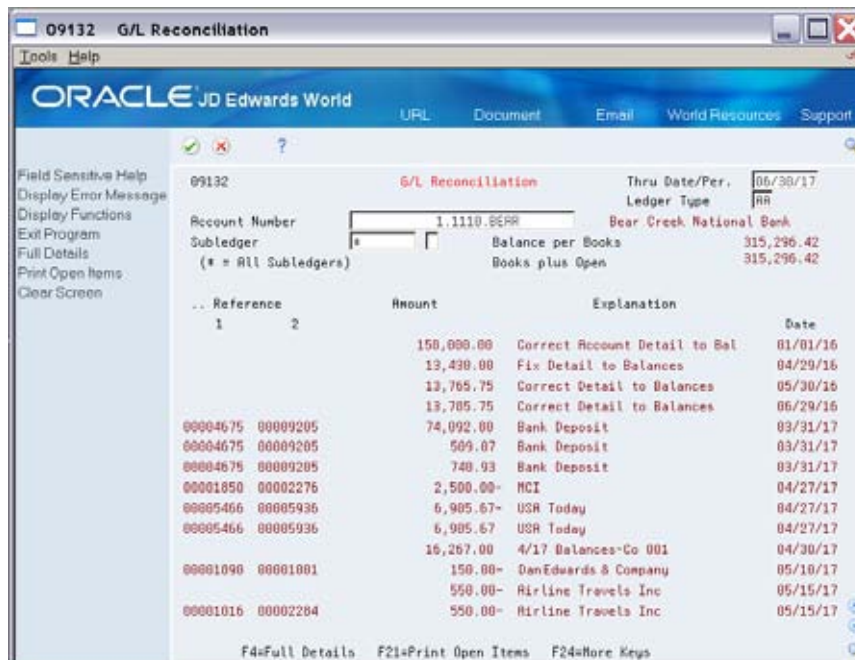 09132 G/L Reconciliation
Tools Help
ORACLE JD Edwards World
URL Document Email World Resources Support
?
Field Sensitive Help
Display Error Message
Display Functions
Exit Program
Full Details
Print Open Items
Clear Screen
09132 G/L Reconciliation Thru Date/Per. 06/30/17
Ledger Type AA
Account Number 1.1110.BEAR Bear Creek National Bank
Subledger * Balance per Books 315,296.42
(* = All Subledgers) Books plus Open 315,296.42
.. Reference Amount Explanation
1 2 Date
150,000.00 Correct Account Detail to Bal 01/01/16
13,430.00 Fix Detail to Balances 04/29/16
13,765.75 Correct Detail to Balances 05/30/16
13,785.75 Correct Detail to Balances 06/29/16
00004675 00009205 74,092.00 Bank Deposit 03/31/17
00004675 00009205 509.07 Bank Deposit 03/31/17
00004675 00009205 740.93 Bank Deposit 03/31/17
00001850 00002276 2,500.00- MCI 04/27/17
00005466 00005936 6,905.67- USA Today 04/27/17
00005466 00005936 6,905.67 USA Today 04/27/17
16,267.00 4/17 Balances-Co 001 04/30/17
00001090 00001001 150.00- Dan Edwards & Company 05/10/17
550.00- Airline Travels Inc 05/15/17
00001016 00002284 550.00- Airline Travels Inc 05/15/17
F4=Full Details F21=Print Open Items F24=More Keys